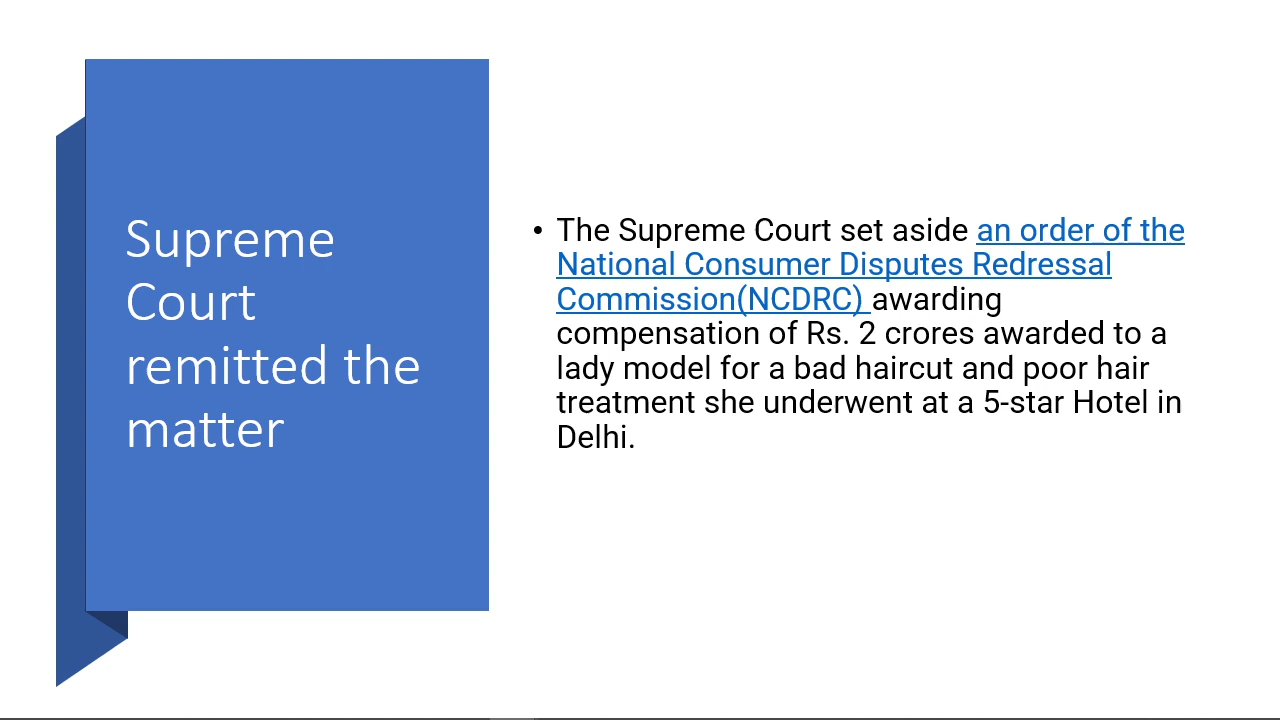 Supreme
Court
remitted the
matter
• The Supreme Court set aside an order of the
National Consumer Disputes Redressal
Commission(NCDRC) awarding
compensation of Rs. 2 crores awarded to a
lady model for a bad haircut and poor hair
treatment she underwent at a 5-star Hotel in
Delhi.